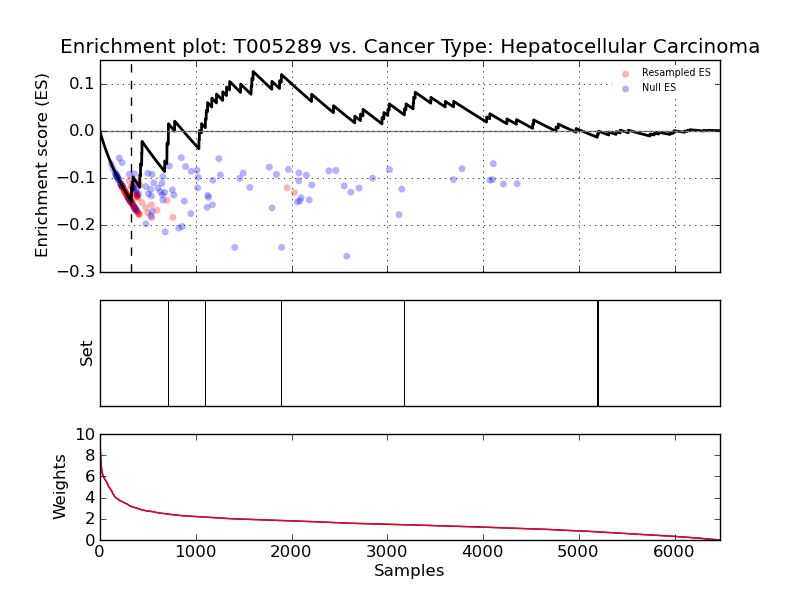 Enrichment plot: T005289 vs. Cancer Type: Hepatocellular Carcinoma
Enrichment score (ES)
0.1
0.0
−0.1
−0.2
−0.3
Resampled ES
Null ES
Set
Weights
10
8
6
4
2
0
0 1000 2000 3000 4000 5000 6000
Samples